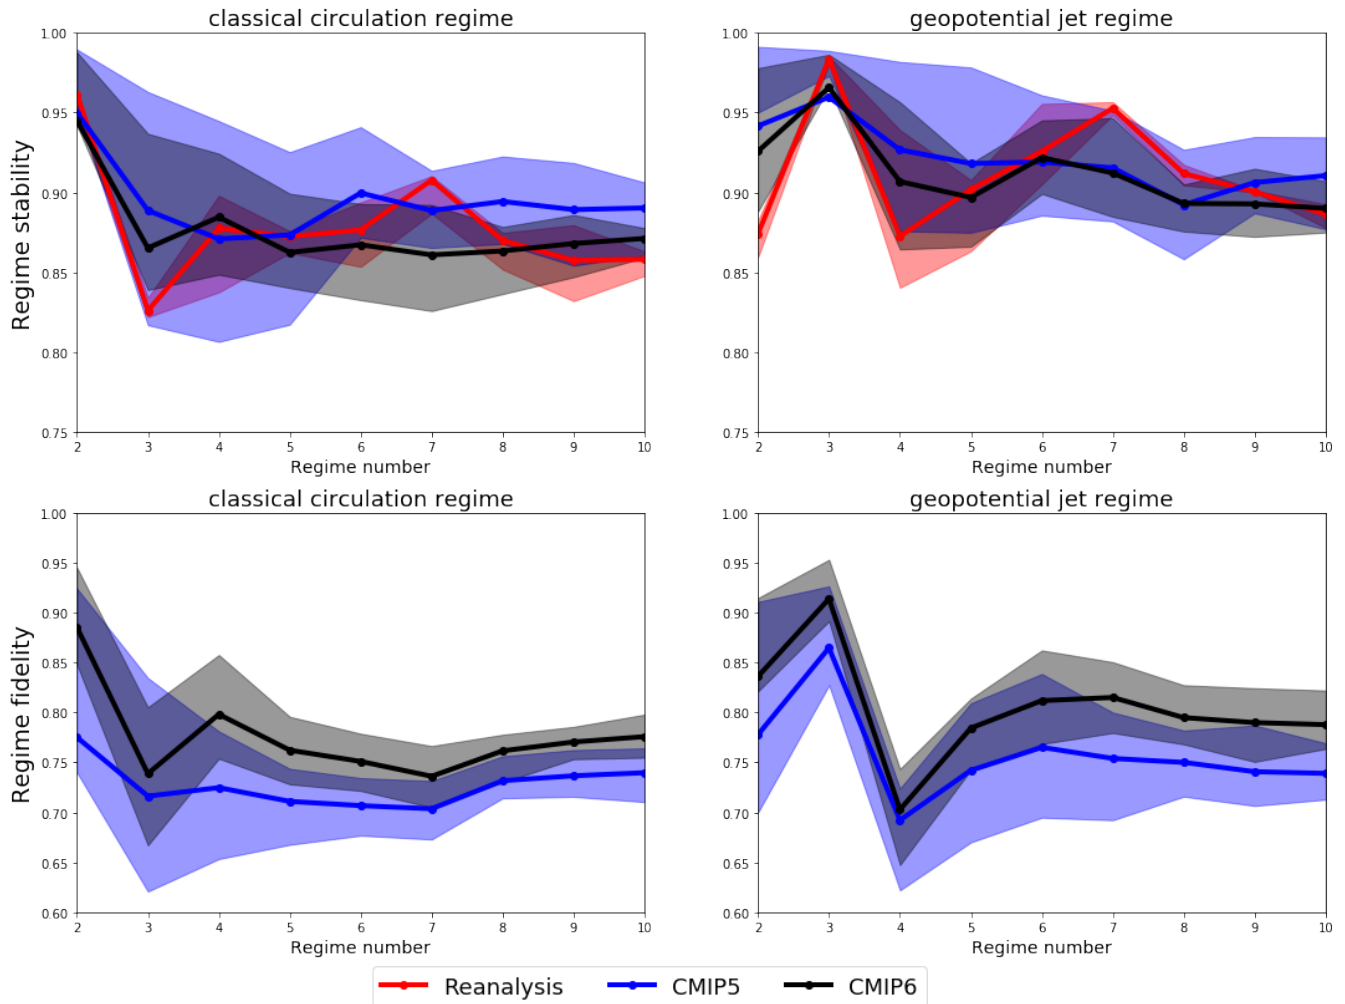 classical circulation regime
geopotential jet regime
Regime stability
1.00
0.95
0.90
0.85
0.80
0.75
2 3 4 5 6 7 8 9 10
Regime number
1.00
0.95
0.90
0.85
0.80
0.75
2 3 4 5 6 7 8 9 10
Regime number
classical circulation regime
geopotential jet regime
Regime fidelity
1.00
0.95
0.90
0.85
0.80
0.75
0.70
0.65
0.60
2 3 4 5 6 7 8 9 10
Regime number
1.00
0.95
0.90
0.85
0.80
0.75
0.70
0.65
0.60
2 3 4 5 6 7 8 9 10
Regime number
Reanalysis CMIP5 CMIP6